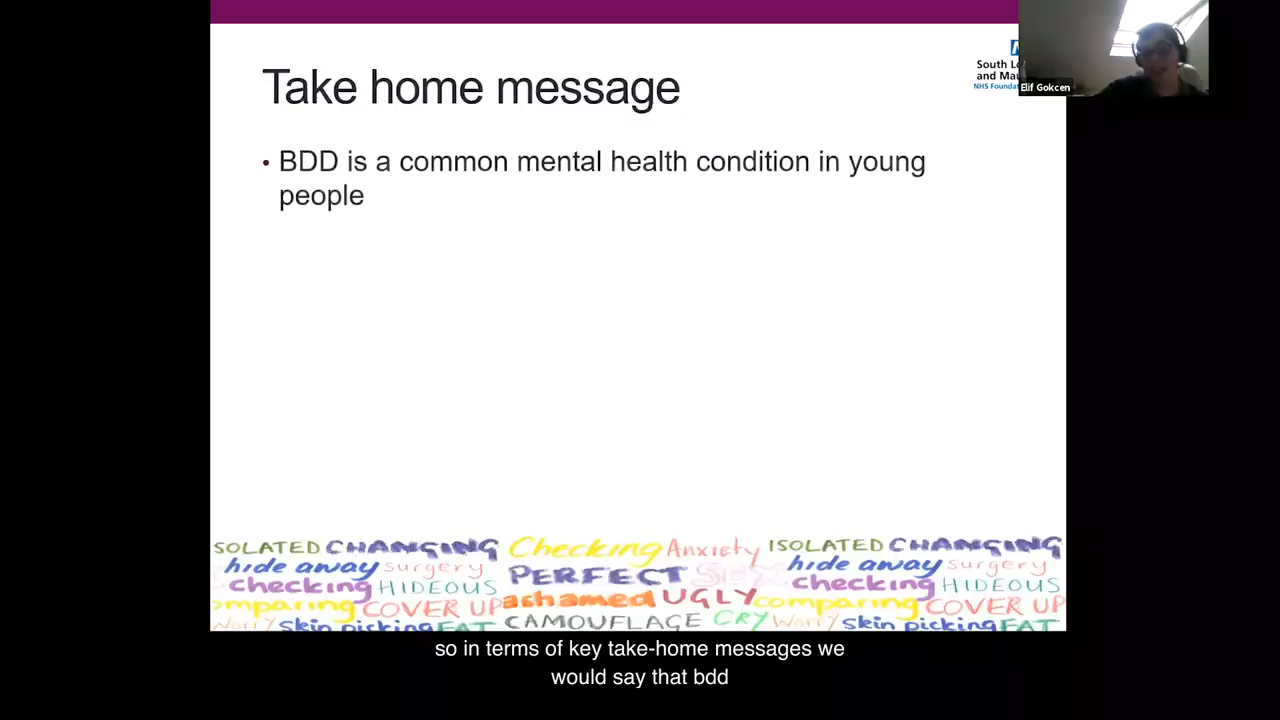 Take home message
South
and
NHS
Elif Gokcen
• BDD is a common mental health condition in young
people
SOLATED CHANGING Checking Anxiety ISOLATED CHANGING
hide away surgery PERFECT hide away surgery
checking HIDEOUS ashamed UGLY checking HIDEOUS
omparing COVER UP CAMOUFLAGE CRY comparing COVER UP
Worry Skin picking FAT Worry Skin picking FAT
so in terms of key take-home messages we
would say that bdd